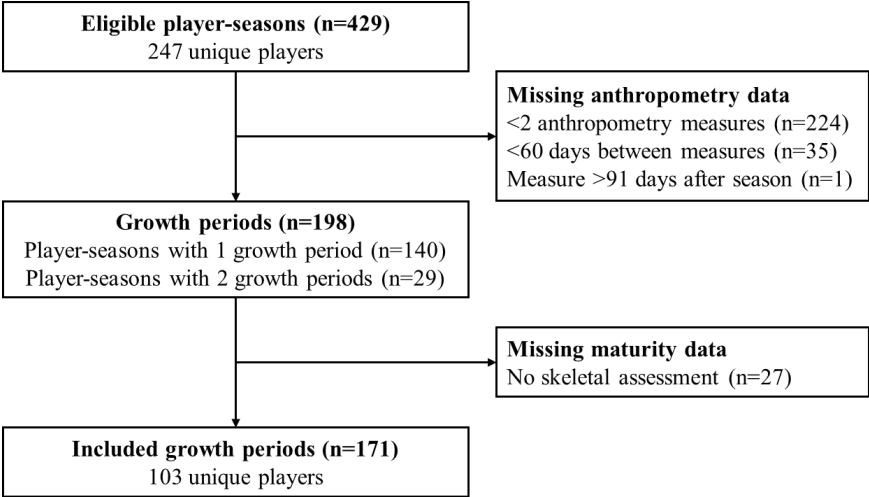 Eligible player-seasons (n=429)
247 unique players
Missing anthropometry data
<2 anthropometry measures (n=224)
<60 days between measures (n=35)
Measure >91 days after season (n=1)
Growth periods (n=198)
Player-seasons with 1 growth period (n=140)
Player-seasons with 2 growth periods (n=29)
Missing maturity data
No skeletal assessment (n=27)
Included growth periods (n=171)
103 unique players